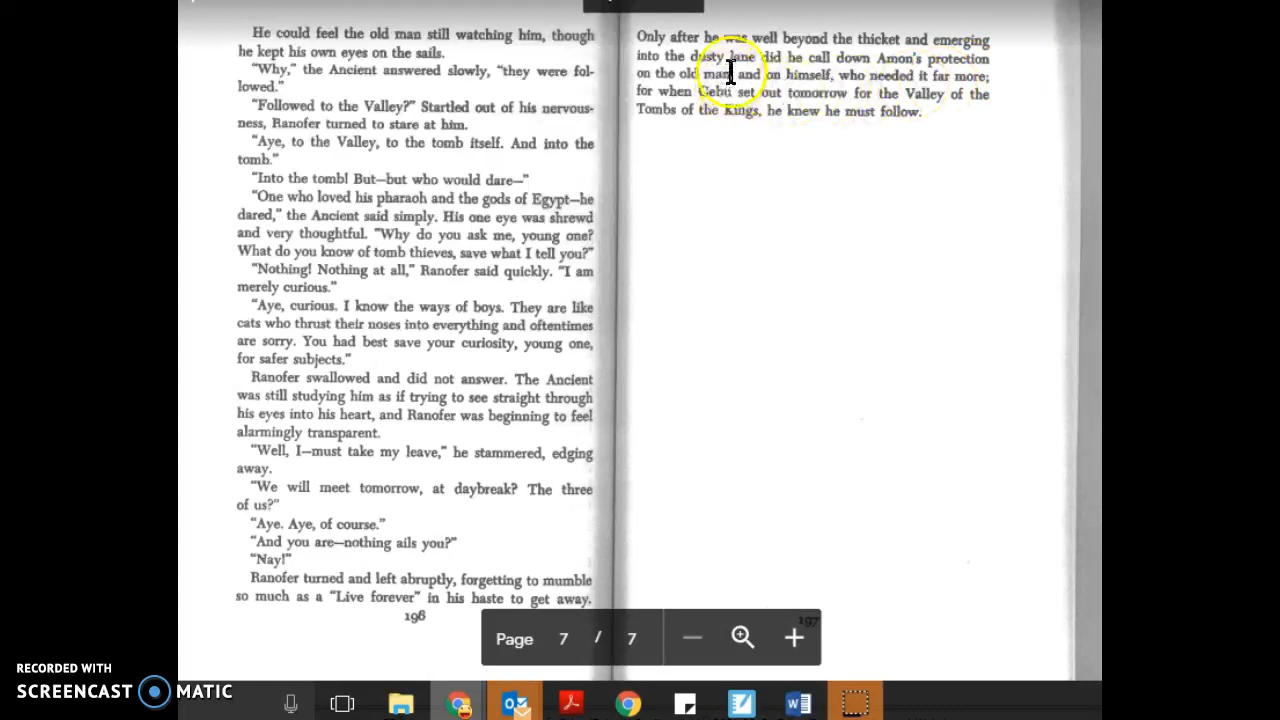 He could feel the old man still watching him, though
he kept his own eyes on the sails.
"Why," the Ancient answered slowly, "they were fol-
lowed."
"Followed to the Valley?" Startled out of his nervous-
ness, Ranofer turned to stare at him.
"Aye, to the Valley, to the tomb itself. And into the
tomb."
"Into the tomb! But—but who would dare—"
"One who loved his pharaoh and the gods of Egypt—he
dared," the Ancient said simply. His one eye was shrewd
and very thoughtful. "Why do you ask me, young one?
What do you know of tomb thieves, save what I tell you?"
"Nothing! Nothing at all," Ranofer said quickly. "I am
merely curious."
"Aye, curious. I know the ways of boys. They are like
cats who thrust their noses into everything and oftentimes
are sorry. You had best save your curiosity, young one,
for safer subjects."
Ranofer swallowed and did not answer. The Ancient
was still studying him as if trying to see straight through
his eyes into his heart, and Ranofer was beginning to feel
alarmingly transparent.
"Well, I—must take my leave," he stammered, edging
away.
"We will meet tomorrow, at daybreak? The three
of us?"
"Aye. Aye, of course."
"And you are—nothing ails you?"
"Nay!"
Ranofer turned and left abruptly, forgetting to mumble
so much as a "Live forever" in his haste to get away.
196
Only after he was well beyond the thicket and emerging
into the dusty lane did he call down Amon's protection
on the old man and on himself, who needed it far more;
for when Gebu set out tomorrow for the Valley of the
Tombs of the Kings, he knew he must follow.
197
Page 7 / 7
RECORDED WITH
SCREENCAST MATIC